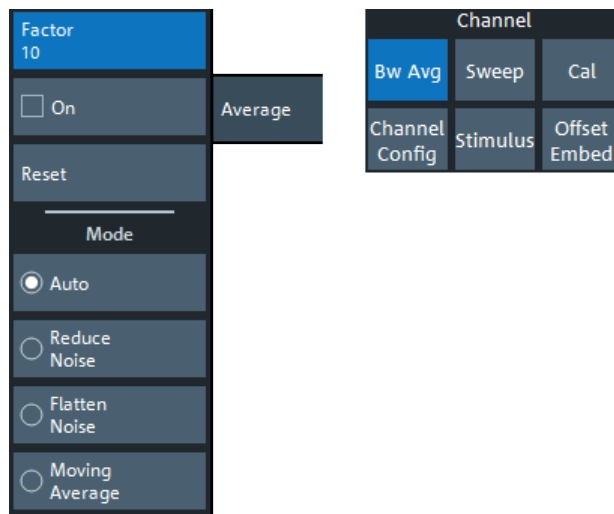 Factor
10
On
Average
Reset
Mode
Auto
Reduce
Noise
Flatten
Noise
Moving
Average
Channel
Bw Avg
Sweep
Cal
Channel
Config
Stimulus
Offset
Embed